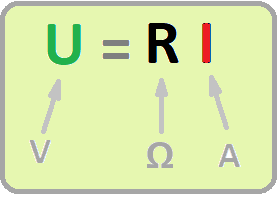 U = R I
V Ω A